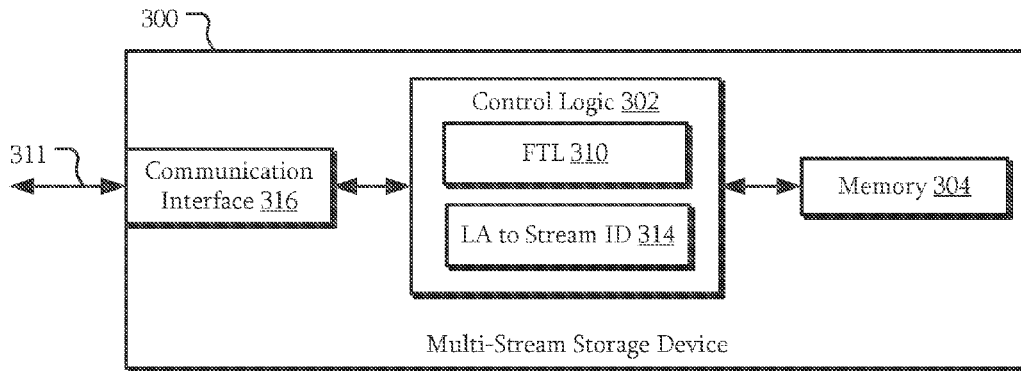 300
311
Communication
Interface 316
Control Logic 302
FTL 310
LA to Stream ID 314
Memory 304
Multi-Stream Storage Device